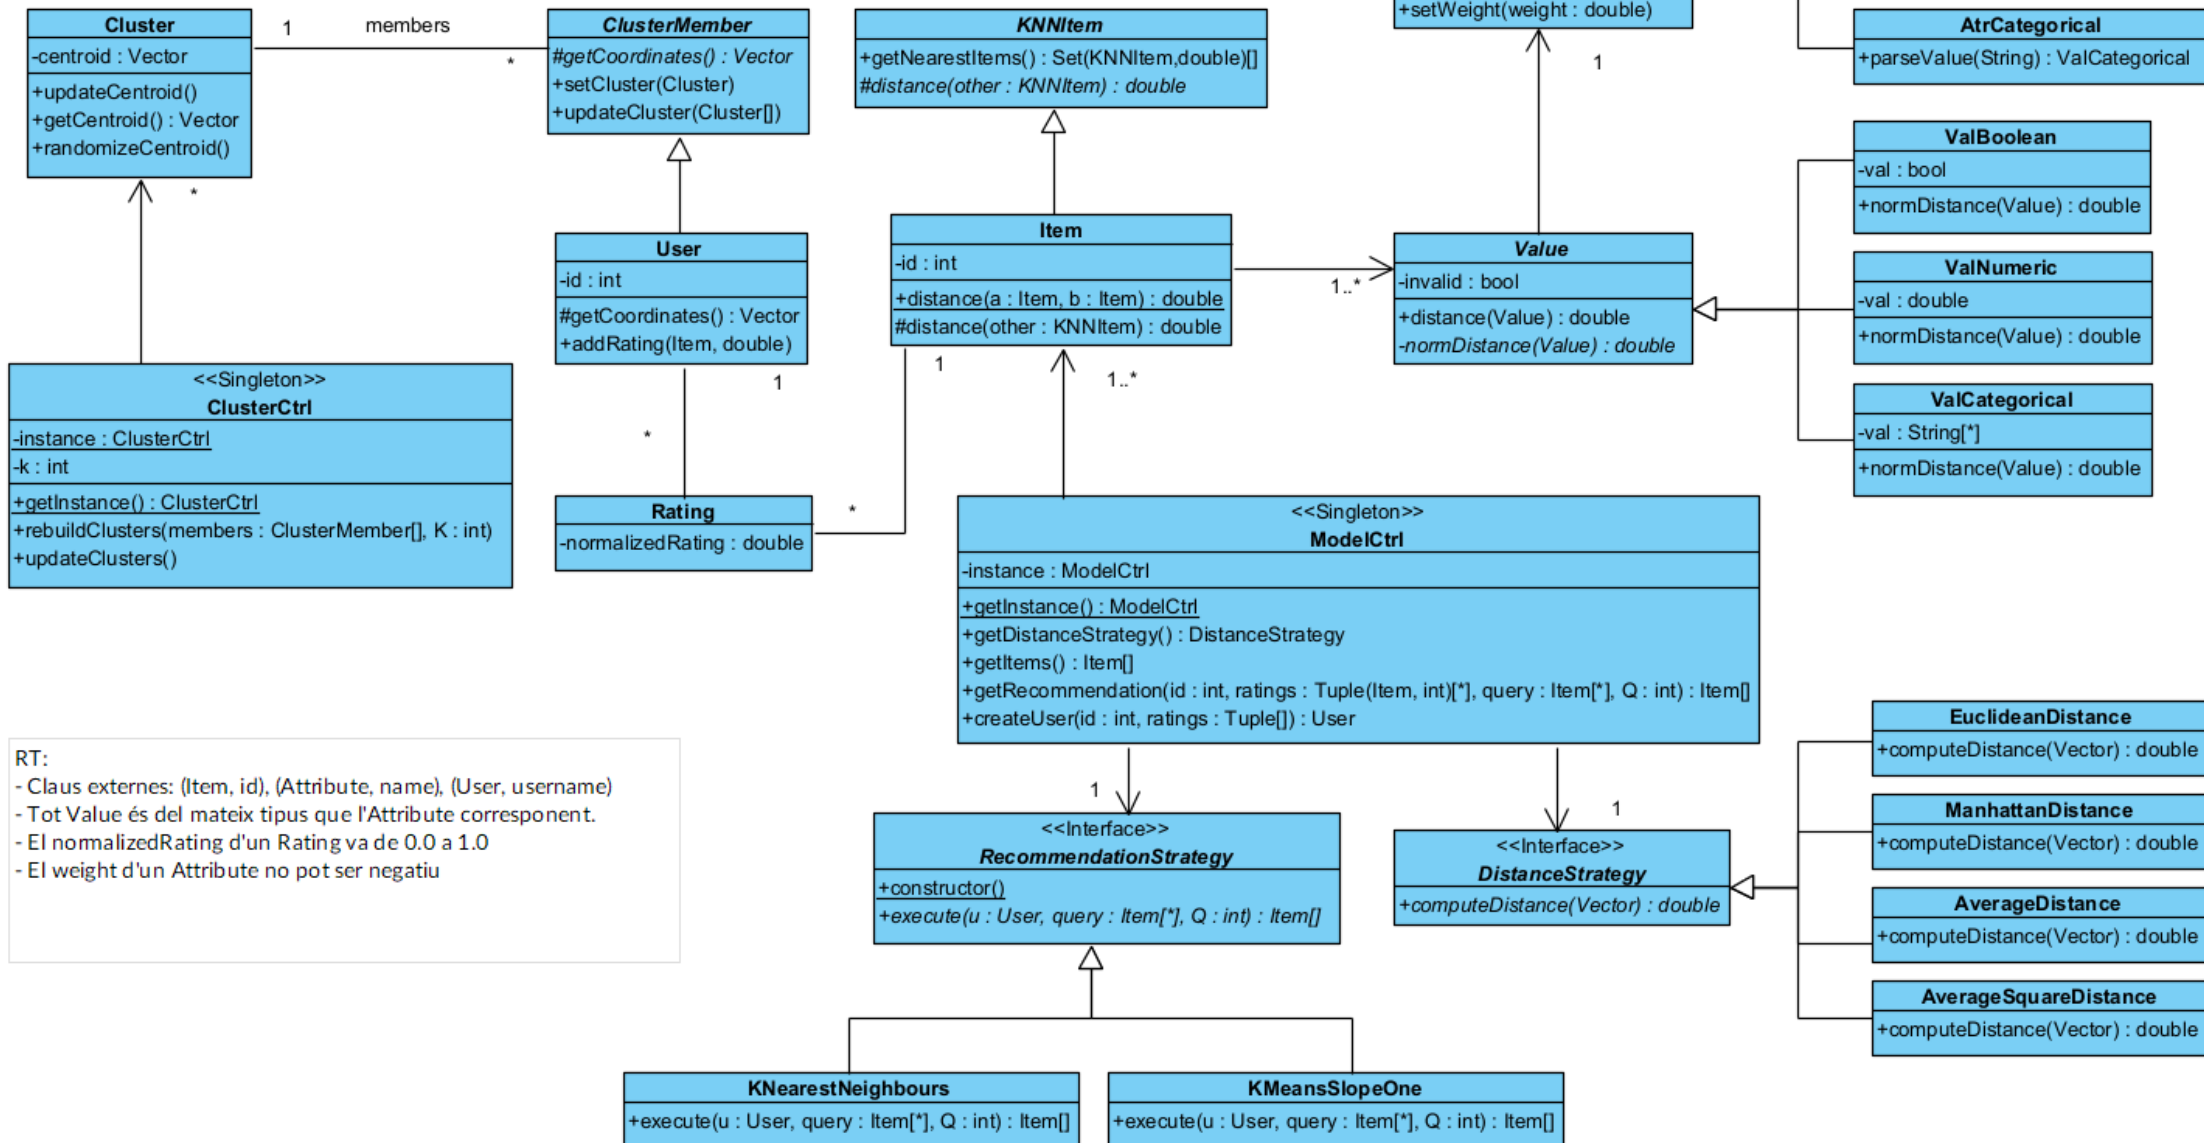 Cluster
-centroid : Vector
+updateCentroid()
+getCentroid() : Vector
+randomizeCentroid()
1
members
*
ClusterMember
#getCoordinates() : Vector
+setCluster(Cluster)
+updateCluster(Cluster[])
KNNItem
+getNearestItems() : Set(KNNItem,double)[]
#distance(other : KNNItem) : double
+setWeight(weight : double)
1
AtrCategorical
+parseValue(String) : ValCategorical
*
User
-id : int
#getCoordinates() : Vector
+addRating(Item, double)
1
*
Item
-id : int
+distance(a : Item, b : Item) : double
#distance(other : KNNItem) : double
1
1..*
1..*
Value
-invalid : bool
+distance(Value) : double
-normDistance(Value) : double
ValBoolean
-val : bool
+normDistance(Value) : double
ValNumeric
-val : double
+normDistance(Value) : double
ValCategorical
-val : String[*]
+normDistance(Value) : double
<<Singleton>>
ClusterCtrl
-instance : ClusterCtrl
-k : int
+getInstance() : ClusterCtrl
+rebuildClusters(members : ClusterMember[], K : int)
+updateClusters()
Rating
-normalizedRating : double
*
<<Singleton>>
ModelCtrl
-instance : ModelCtrl
+getInstance() : ModelCtrl
+getDistanceStrategy() : DistanceStrategy
+getItems() : Item[]
+getRecommendation(id : int, ratings : Tuple(Item, int)[*], query : Item[*], Q : int) : Item[]
+createUser(id : int, ratings : Tuple[]) : User
RT:
- Claus externes: (Item, id), (Attribute, name), (User, username)
- Tot Value és del mateix tipus que l'Attribute corresponent.
- El normalizedRating d'un Rating va de 0.0 a 1.0
- El weight d'un Attribute no pot ser negatiu
1
1
<<Interface>>
RecommendationStrategy
+constructor()
+execute(u : User, query : Item[*], Q : int) : Item[]
<<Interface>>
DistanceStrategy
+computeDistance(Vector) : double
EuclideanDistance
+computeDistance(Vector) : double
ManhattanDistance
+computeDistance(Vector) : double
AverageDistance
+computeDistance(Vector) : double
AverageSquareDistance
+computeDistance(Vector) : double
KNearestNeighbours
+execute(u : User, query : Item[*], Q : int) : Item[]
KMeansSlopeOne
+execute(u : User, query : Item[*], Q : int) : Item[]